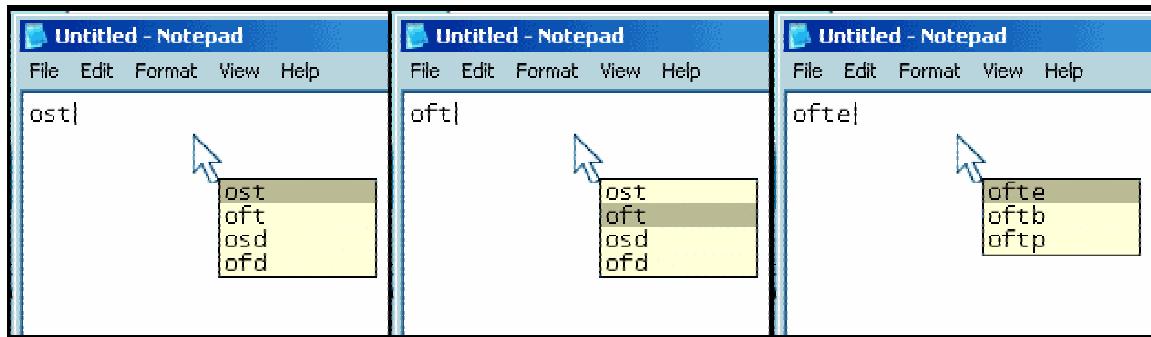 Untitled - Notepad
File Edit Format View Help
ost
ost
oft
osd
ofd
Untitled - Notepad
File Edit Format View Help
oft
ost
oft
osd
ofd
Untitled - Notepad
File Edit Format View Help
ofte
ofte
oftb
oftp